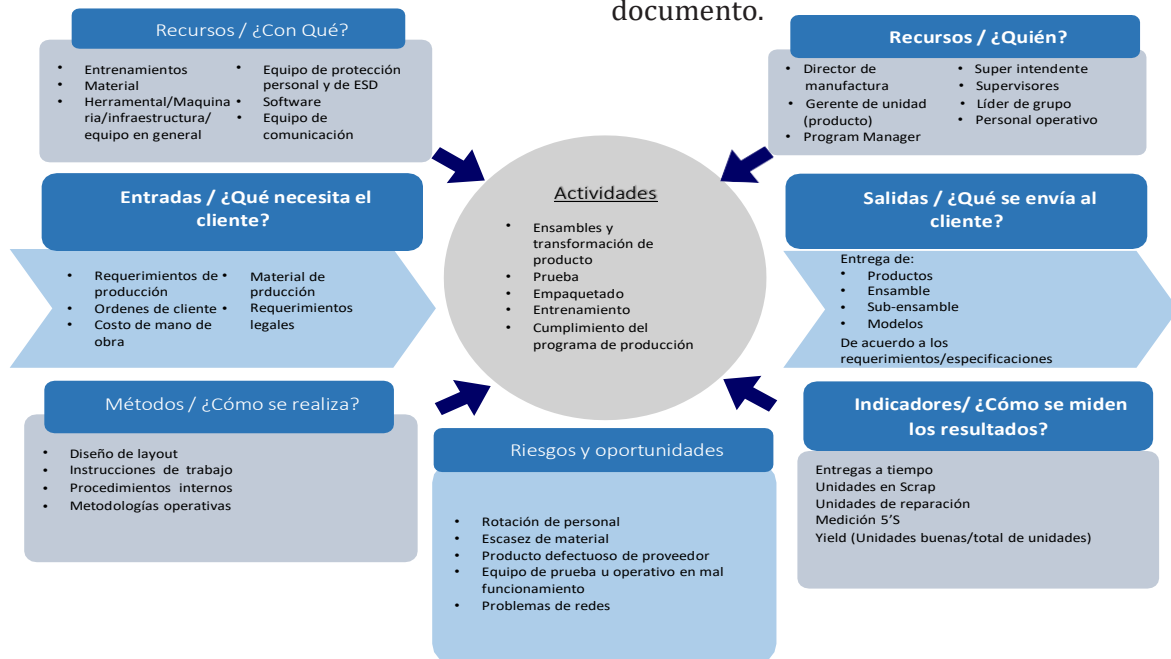 documento.
Recursos / ¿Con Qué?
• Entrenamientos
• Material
• Herramental/Maquina
ria/infraestructura/
equipo en general
• Equipo de protección
personal y de ESD
• Software
• Equipo de
comunicación
Recursos / ¿Quién?
• Director de
manufactura
• Gerente de unidad
(producto)
• Program Manager
• Super intendente
• Supervisores
• Líder de grupo
• Personal operativo
Entradas / ¿Qué necesita el
cliente?
• Requerimientos de
producción
• Ordenes de cliente
• Costo de mano de
obra
• Material de
prducción
• Requerimientos
legales
Actividades
• Ensambles y
transformación de
producto
• Prueba
• Empaquetado
• Entrenamiento
• Cumplimiento del
programa de producción
Salidas / ¿Qué se envía al
cliente?
Entrega de:
• Productos
• Ensamble
• Sub-ensamble
• Modelos
De acuerdo a los
requerimientos/especificaciones
Métodos / ¿Cómo se realiza?
• Diseño de layout
• Instrucciones de trabajo
• Procedimientos internos
• Metodologías operativas
Riesgos y oportunidades
• Rotación de personal
• Escasez de material
• Producto defectuoso de proveedor
• Equipo de prueba u operativo en mal
funcionamiento
• Problemas de redes
Indicadores/ ¿Cómo se miden
los resultados?
Entregas a tiempo
Unidades en Scrap
Unidades de reparación
Medición 5’S
Yield (Unidades buenas/total de unidades)